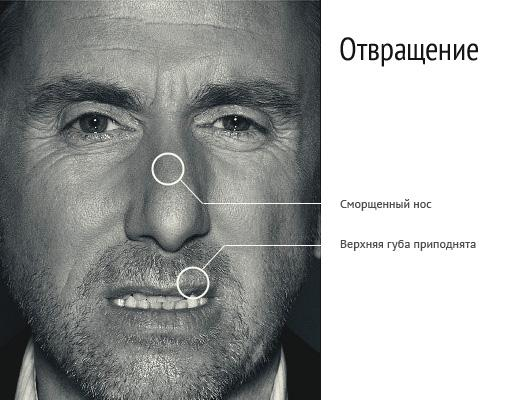 Отвращение
Сморщенный нос
Верхняя губа приподнята